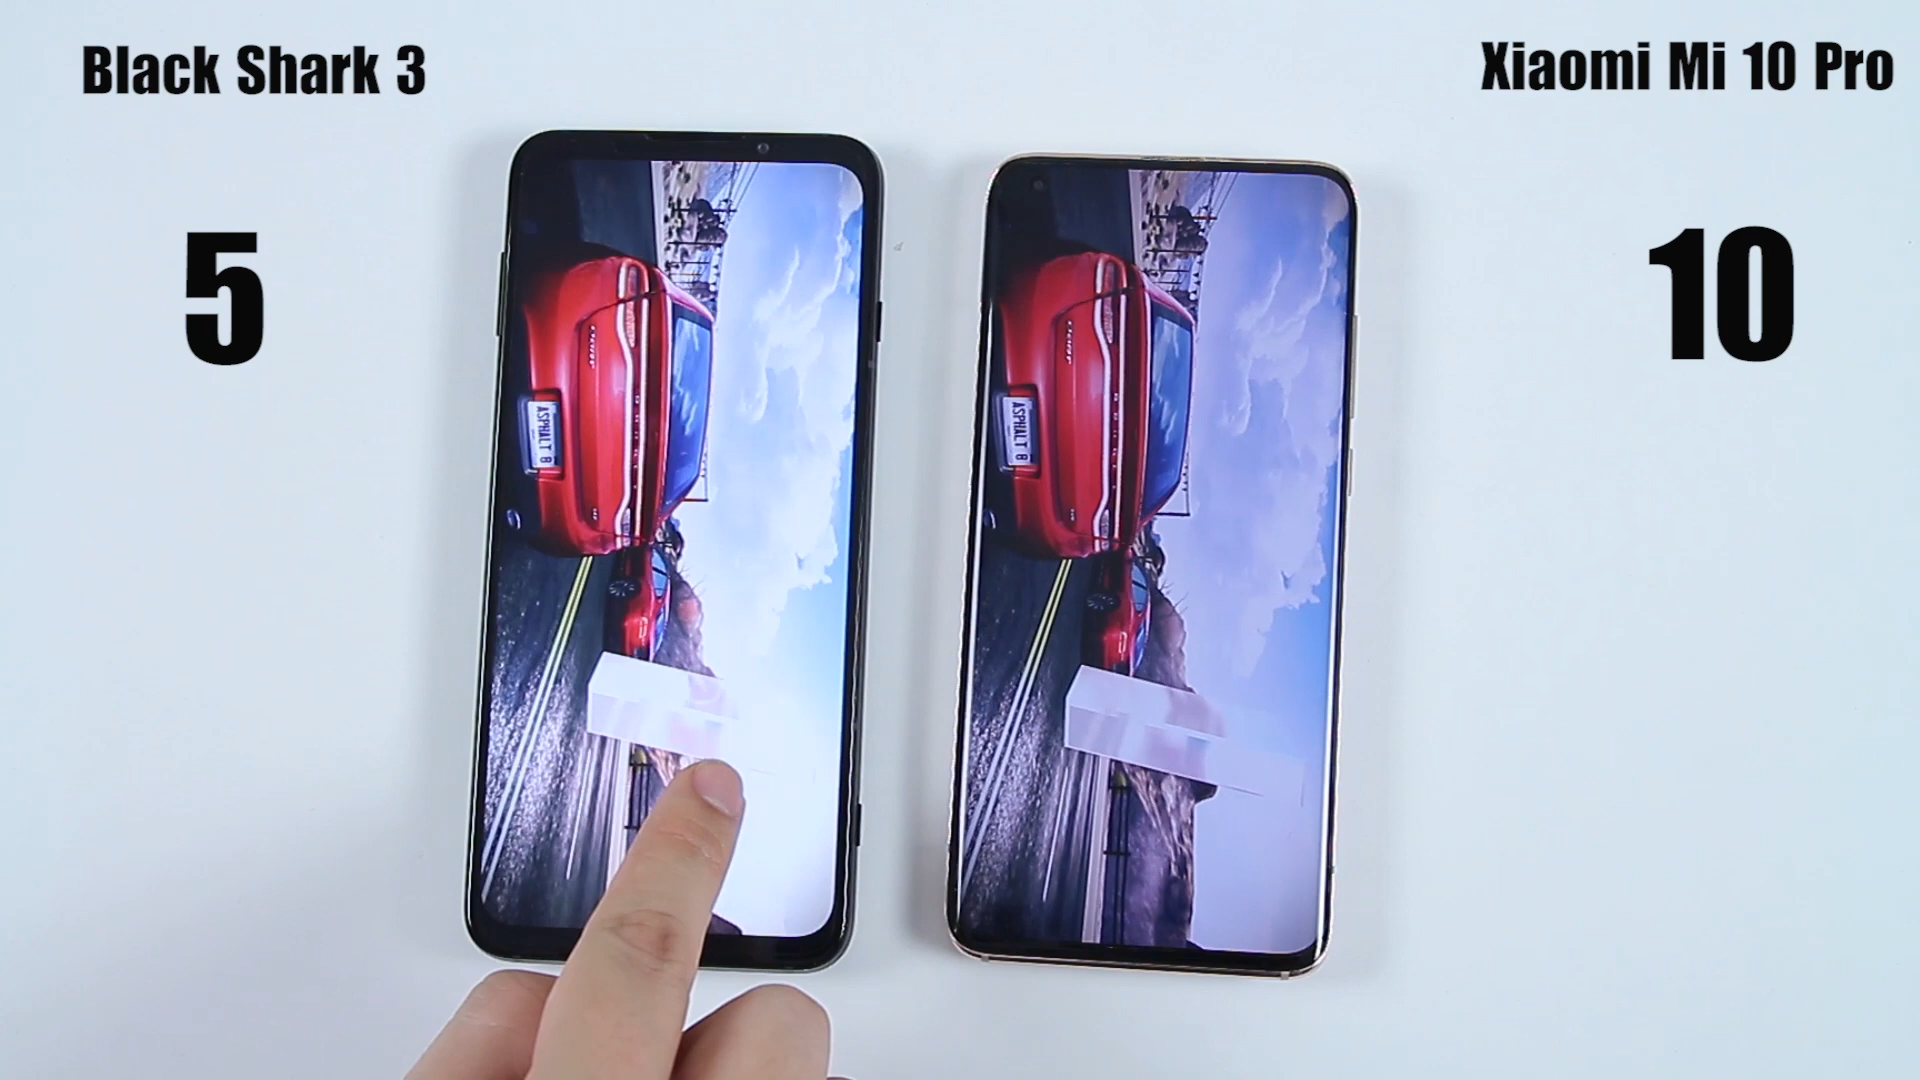 Black Shark 3
Xiaomi Mi 10 Pro
5
10
ASPHALT 8
ASPHALT 8